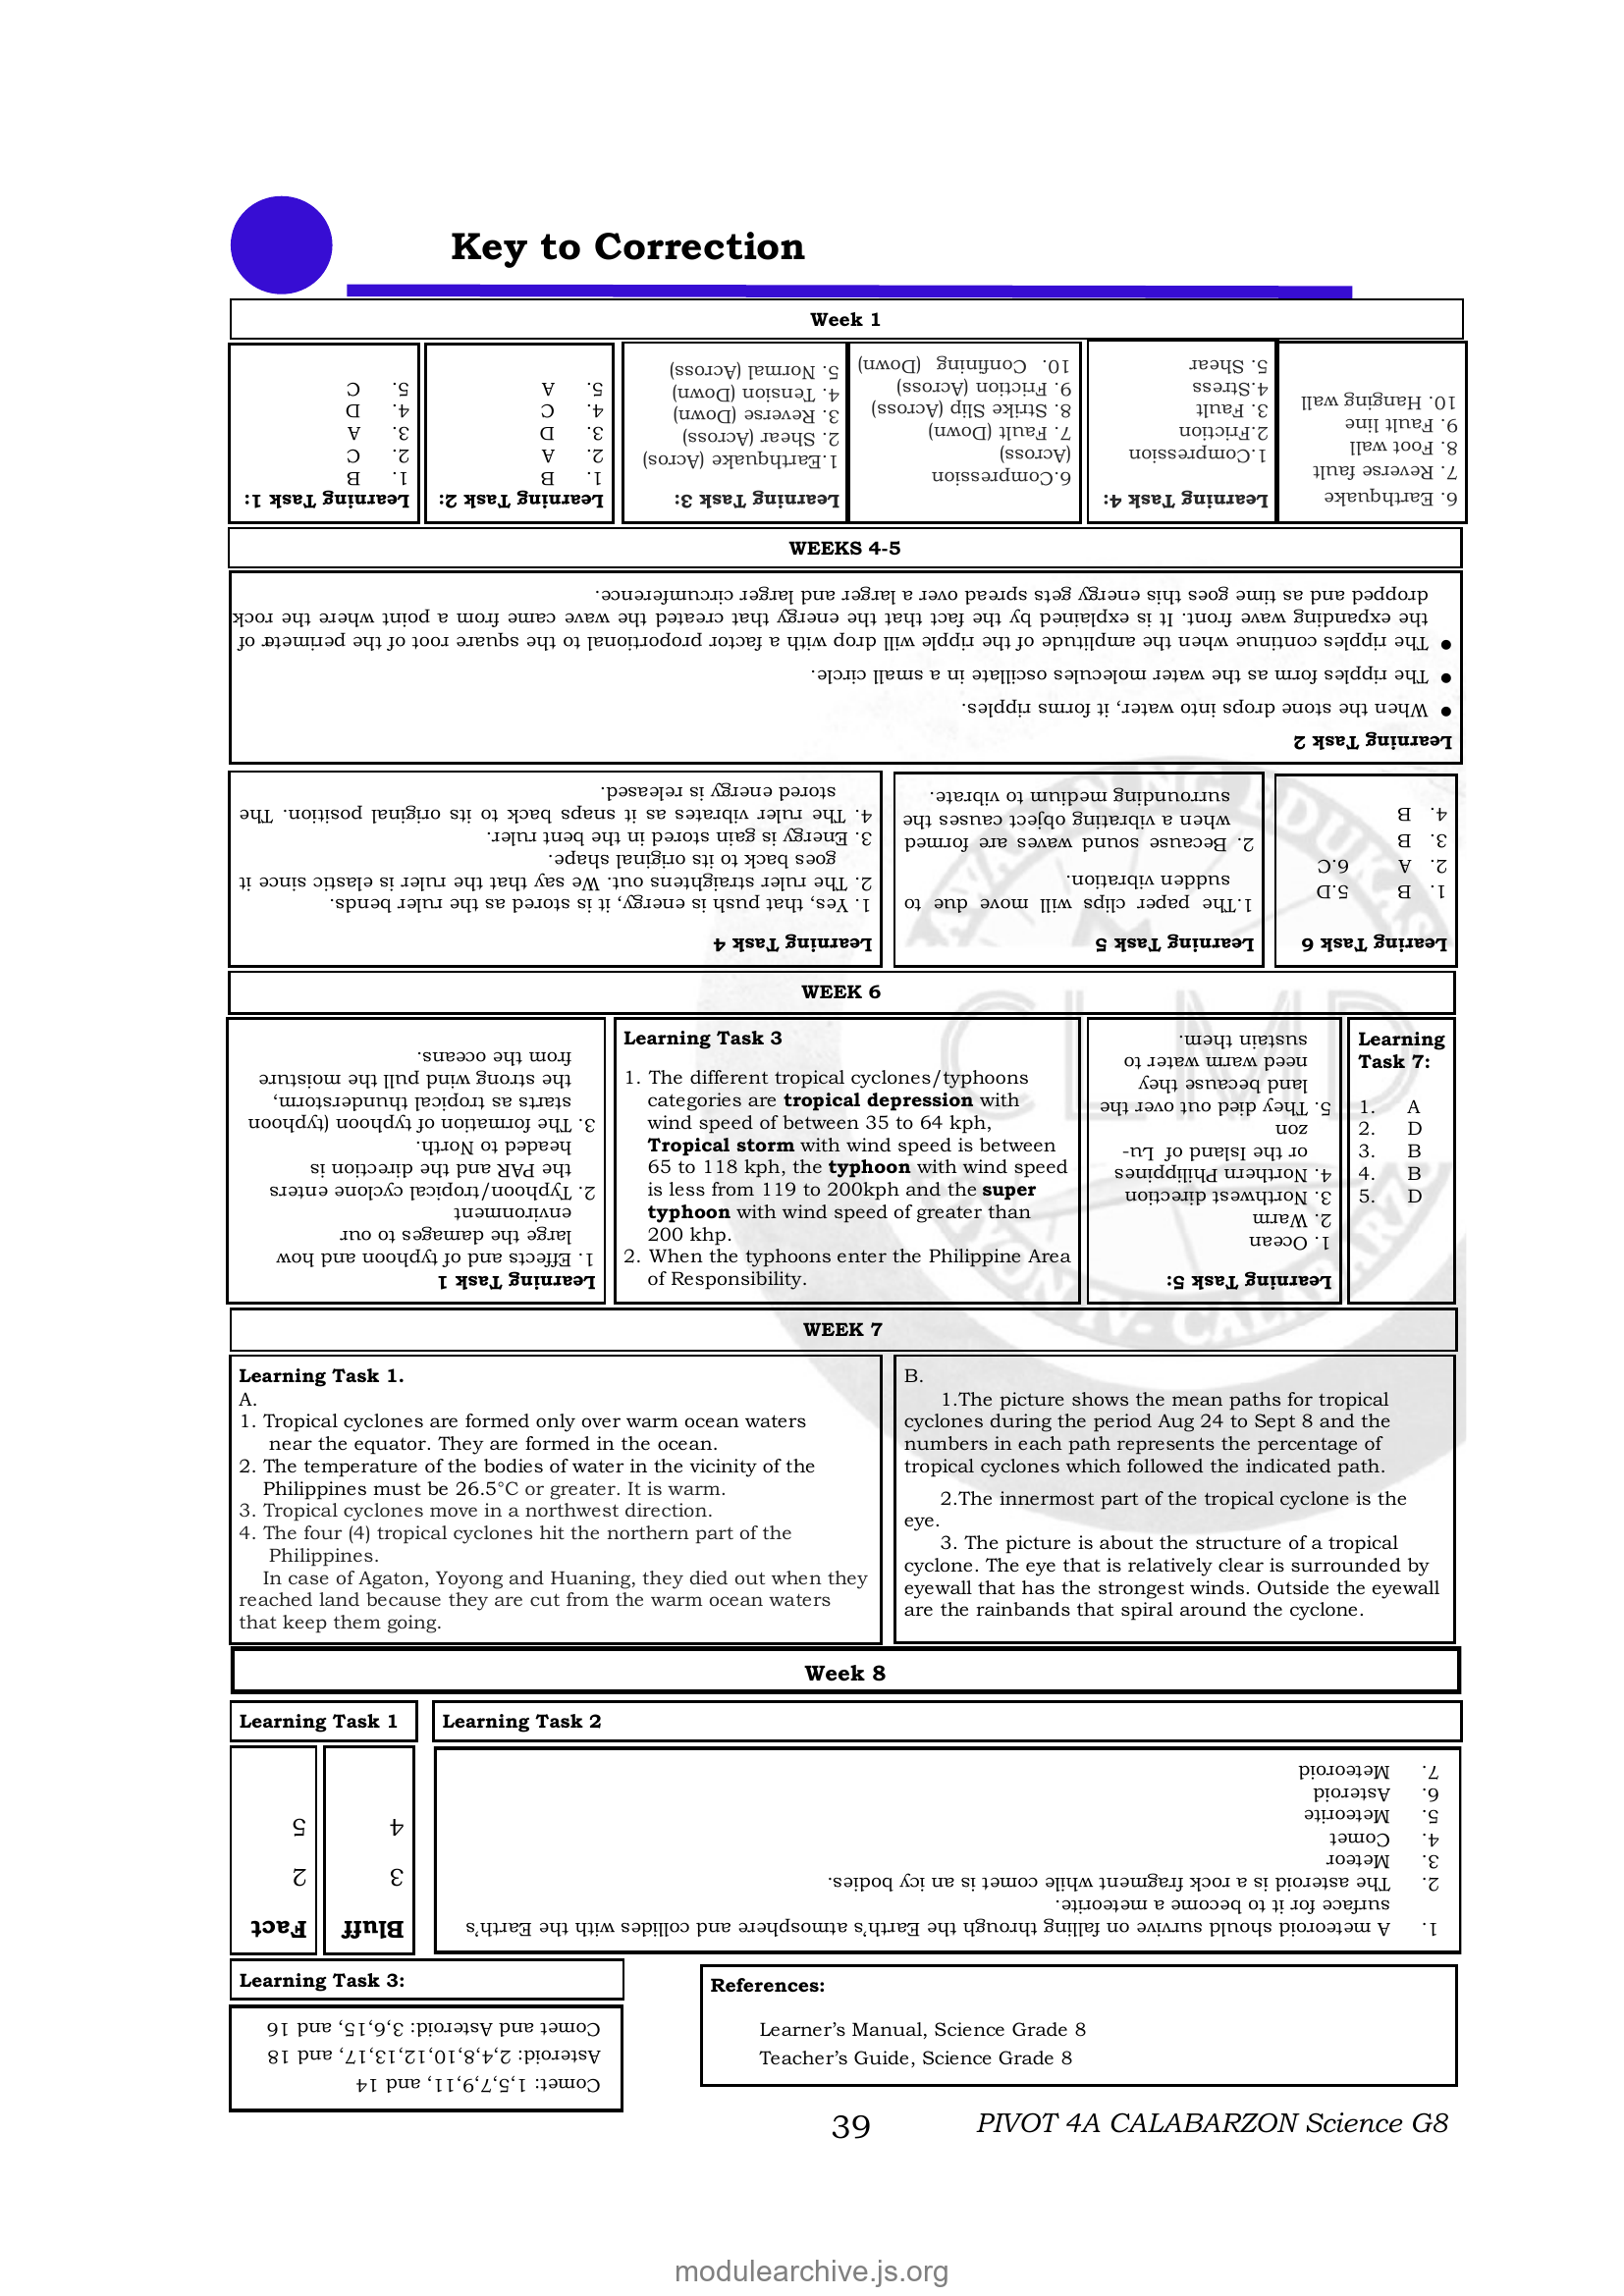 Key to Correction
Week 1
Learning Task 1:
1. B
2. C
3. A
4. D
5. C
Learning Task 2:
1. B
2. A
3. D
4. C
5. A
Learning Task 3:
1.Earthquake (Acros)
2. Shear (Across)
3. Reverse (Down)
4. Tension (Down)
5. Normal (Across)
6.Compression
(Across)
7. Fault (Down)
8. Strike Slip (Across)
9. Friction (Across)
10. Confining (Down)
Learning Task 4:
1.Compression
2.Friction
3. Fault
4.Stress
5. Shear
6. Earthquake
7. Reverse fault
8. Foot wall
9. Fault line
10. Hanging wall
WEEKS 4-5
Learning Task 2
• When the stone drops into water, it forms ripples.
• The ripples form as the water molecules oscillate in a small circle.
• The ripples continue when the amplitude of the ripple will drop with a factor proportional to the square root of the perimeter of
the expanding wave front. It is explained by the fact that the energy that created the wave came from a point where the rock
dropped and as time goes this energy gets spread over a larger and larger circumference.
Learning Task 4
1. Yes, that push is energy, it is stored as the ruler bends.
2. The ruler straightens out. We say that the ruler is elastic since it
goes back to its original shape.
3. Energy is gain stored in the bent ruler.
4. The ruler vibrates as it snaps back to its original position. The
stored energy is released.
Learning Task 5
1.The paper clips will move due to
sudden vibration.
2. Because sound waves are formed
when a vibrating object causes the
surrounding medium to vibrate.
Learing Task 6
1. B 5.D
2. A 6.C
3. B
4. B
WEEK 6
Learning Task 1
1. Effects and of typhoon and how
large the damages to our
environment
2. Typhoon/tropical cyclone enters
the PAR and the direction is
headed to North.
3. The formation of typhoon (typhoon
starts as tropical thunderstorm,
the strong wind pull the moisture
from the oceans.
Learning Task 3
1. The different tropical cyclones/typhoons
categories are tropical depression with
wind speed of between 35 to 64 kph,
Tropical storm with wind speed is between
65 to 118 kph, the typhoon with wind speed
is less from 119 to 200kph and the super
typhoon with wind speed of greater than
200 khp.
2. When the typhoons enter the Philippine Area
of Responsibility.
Learning Task 5:
1. Ocean
2. Warm
3. Northwest direction
4. Northern Philippines
or the Island of Lu-
zon
5. They died out over the
land because they
need warm water to
sustain them.
Learning
Task 7:
1. A
2. D
3. B
4. B
5. D
CLMD
WEEK 7
Learning Task 1.
A.
1. Tropical cyclones are formed only over warm ocean waters
near the equator. They are formed in the ocean.
2. The temperature of the bodies of water in the vicinity of the
Philippines must be 26.5°C or greater. It is warm.
3. Tropical cyclones move in a northwest direction.
4. The four (4) tropical cyclones hit the northern part of the
Philippines.
In case of Agaton, Yoyong and Huaning, they died out when they
reached land because they are cut from the warm ocean waters
that keep them going.
B.
1.The picture shows the mean paths for tropical
cyclones during the period Aug 24 to Sept 8 and the
numbers in each path represents the percentage of
tropical cyclones which followed the indicated path.
2.The innermost part of the tropical cyclone is the
eye.
3. The picture is about the structure of a tropical
cyclone. The eye that is relatively clear is surrounded by
eyewall that has the strongest winds. Outside the eyewall
are the rainbands that spiral around the cyclone.
Week 8
Learning Task 1
Fact
2
5
Bluff
3
4
Learning Task 2
1. A meteoroid should survive on falling through the Earth's atmosphere and collides with the Earth's
surface for it to become a meteorite.
2. The asteroid is a rock fragment while comet is an icy bodies.
3. Meteor
4. Comet
5. Meteorite
6. Asteroid
7. Meteoroid
Learning Task 3:
Comet: 1,5,7,9,11, and 14
Asteroid: 2,4,8,10,12,13,17, and 18
Comet and Asteroid: 3,6,15, and 16
References:
Learner's Manual, Science Grade 8
Teacher's Guide, Science Grade 8
39
PIVOT 4A CALABARZON Science G8
modulearchive.js.org